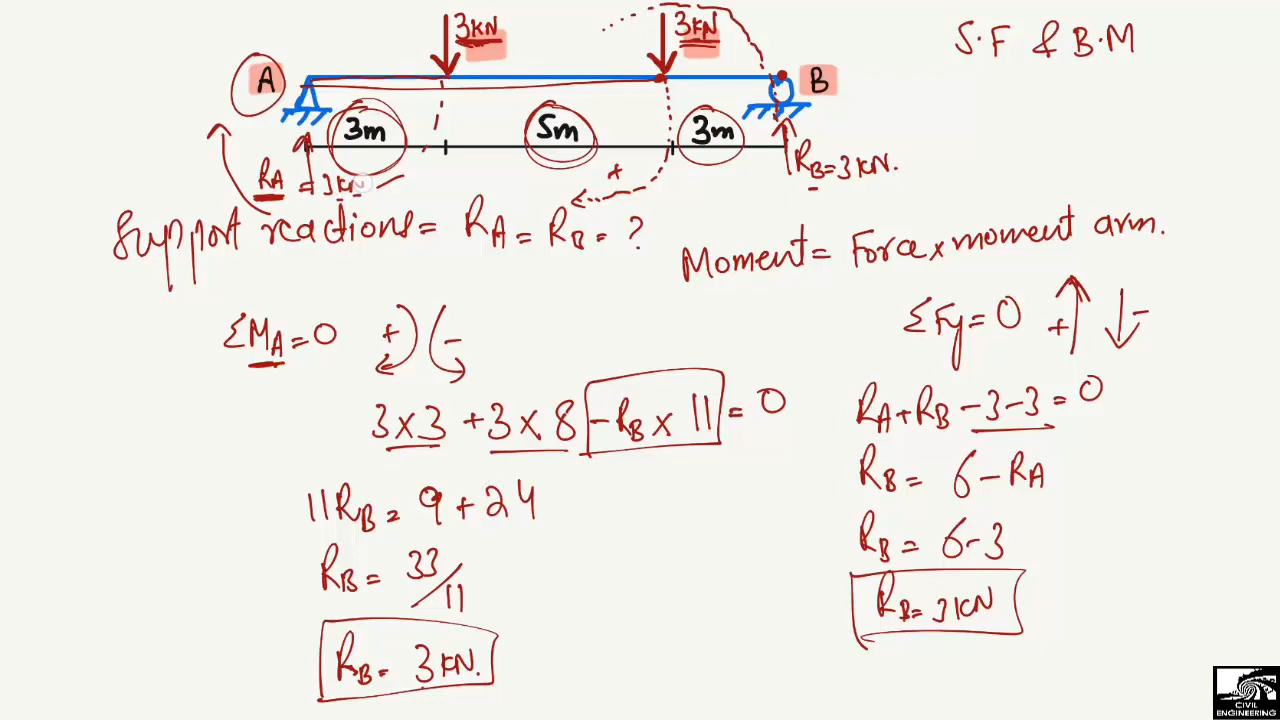 S.F & B.M
3KN 3KN
A B
3m 5m 3m
RA = 3KN RB=3KN.
+
Support reactions = RA = RB = ?
Moment = Force x moment arm.
ΣMA=0 + -
ΣFy=0 + -
3x3 +3x8 -RB x 11 = 0
11RB = 9+24
RB = 33/11
RB = 3KN.
RA+RB -3-3=0
RB = 6-RA
RB = 6-3
RB=3KN
CIVIL
ENGINEERING